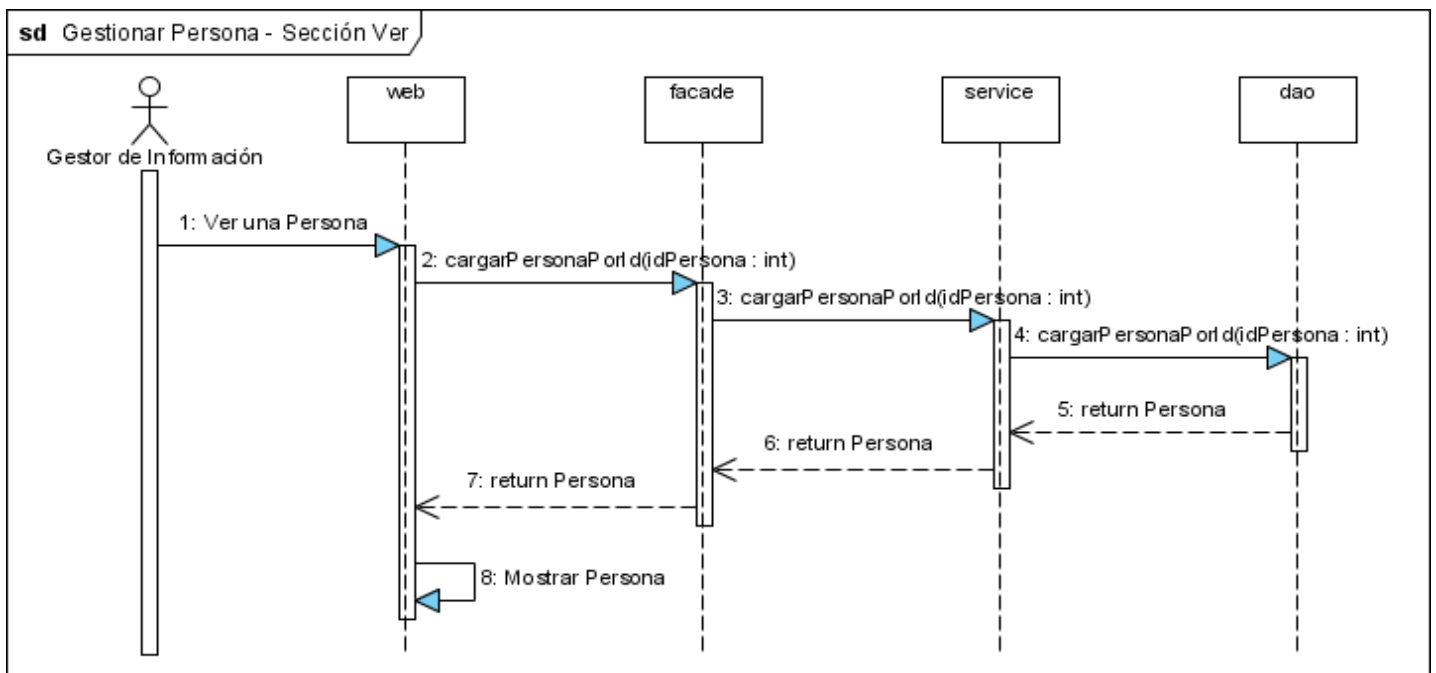 sd Gestionar Persona - Sección Ver
web
facade
service
dao
Gestor de Información
1: Ver una Persona
2: cargarPersonaPorId(idPersona : int)
3: cargarPersonaPorId(idPersona : int)
4: cargarPersonaPorId(idPersona : int)
5: return Persona
6: return Persona
7: return Persona
8: Mostrar Persona